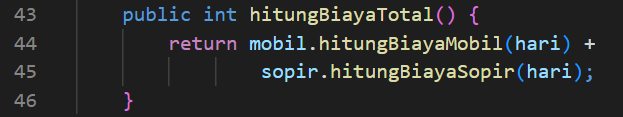 43 public int hitungBiayaTotal() {
44 return mobil.hitungBiayaMobil(hari) +
45 sopir.hitungBiayaSopir(hari);
46 }